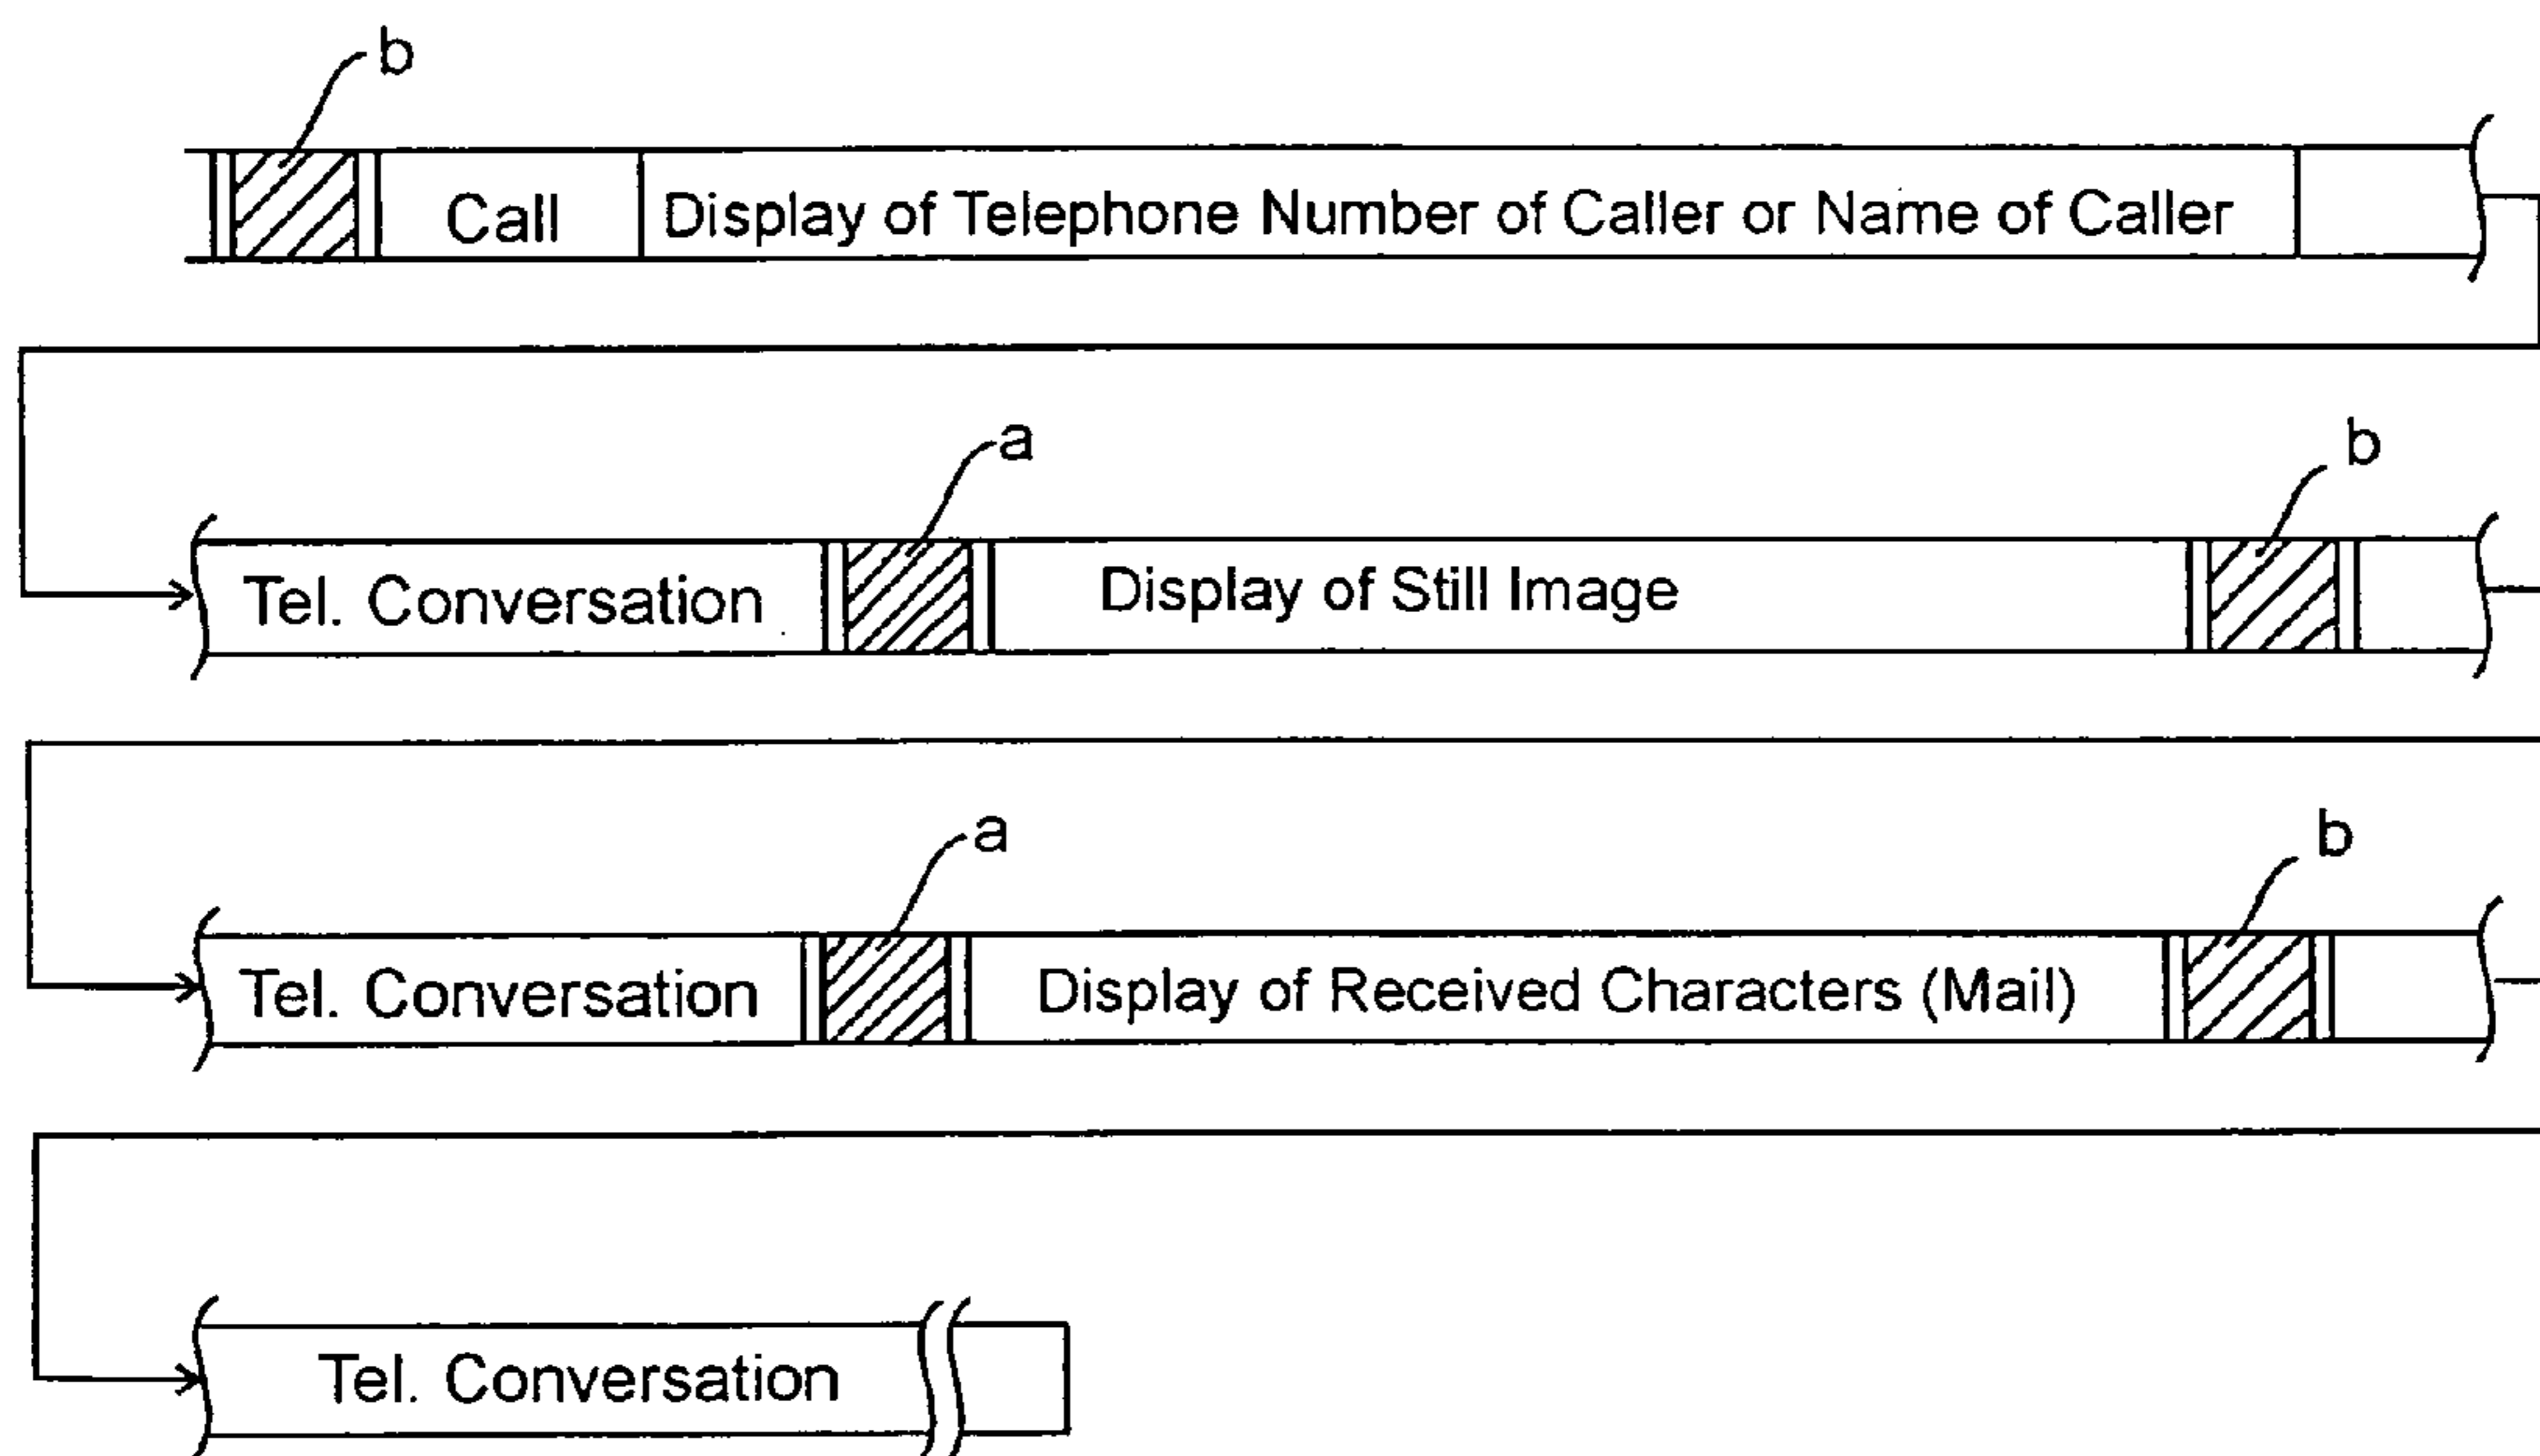 b
Call Display of Telephone Number of Caller or Name of Caller
a b
Tel. Conversation Display of Still Image
a b
Tel. Conversation Display of Received Characters (Mail)
Tel. Conversation